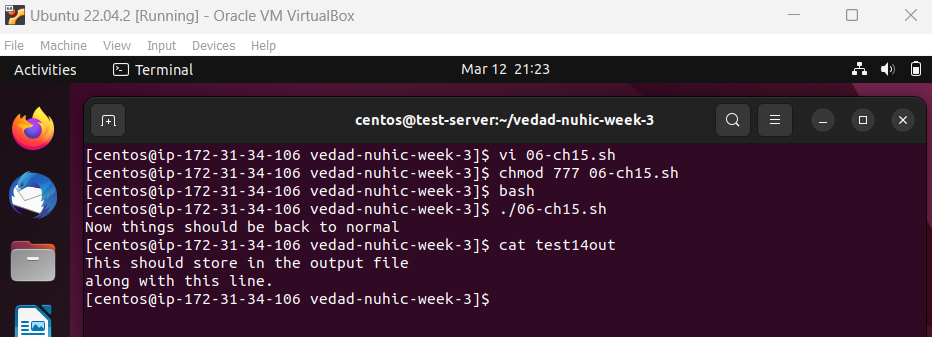 Ubuntu 22.04.2 [Running] - Oracle VM VirtualBox
File Machine View Input Devices Help
Activities Terminal Mar 12 21:23
centos@test-server:~/vedad-nuhic-week-3
[centos@ip-172-31-34-106 vedad-nuhic-week-3]$ vi 06-ch15.sh
[centos@ip-172-31-34-106 vedad-nuhic-week-3]$ chmod 777 06-ch15.sh
[centos@ip-172-31-34-106 vedad-nuhic-week-3]$ bash
[centos@ip-172-31-34-106 vedad-nuhic-week-3]$ ./06-ch15.sh
Now things should be back to normal
[centos@ip-172-31-34-106 vedad-nuhic-week-3]$ cat test14out
This should store in the output file
along with this line.
[centos@ip-172-31-34-106 vedad-nuhic-week-3]$